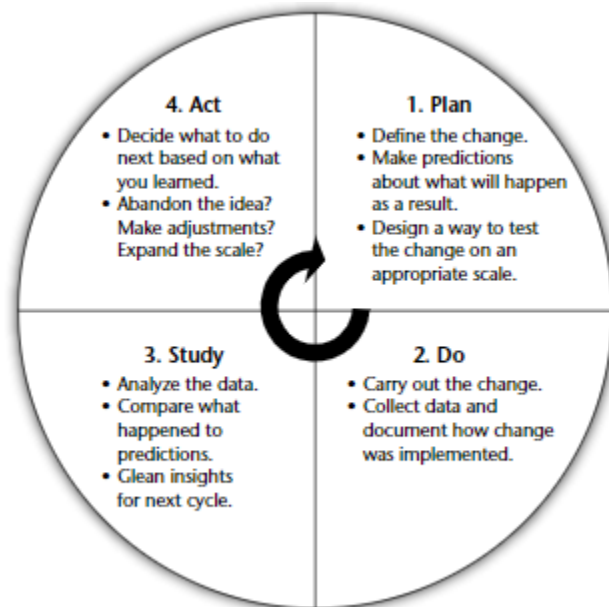 1. Plan
• Define the change.
• Make predictions
about what will happen
as a result.
• Design a way to test
the change on an
appropriate scale.
2. Do
• Carry out the change.
• Collect data and
document how change
was implemented.
3. Study
• Analyze the data.
• Compare what
happened to
predictions.
• Glean insights
for next cycle.
4. Act
• Decide what to do
next based on what
you learned.
• Abandon the idea?
Make adjustments?
Expand the scale?